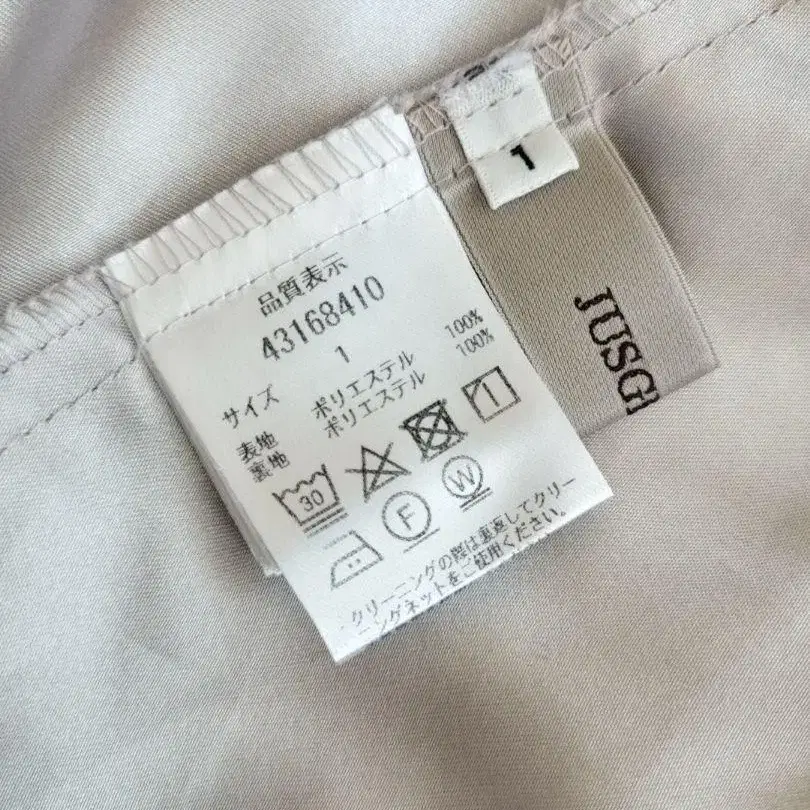 1
JUSG
品質表示
43168410
サイズ 1
表地 ポリエステル 100%
裏地 ポリエステル 100%
30
F
W
クリーニングの際は裏返してクリー
ニングネットをご使用ください。